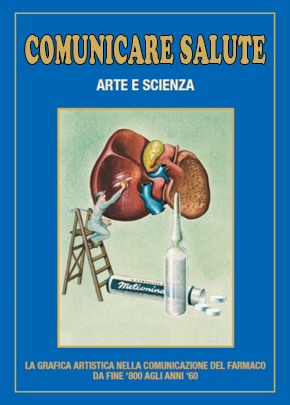 COMUNICARE SALUTE
ARTE E SCIENZA
Metionina
LA GRAFICA ARTISTICA NELLA COMUNICAZIONE DEL FARMACO
DA FINE '800 AGLI ANNI '60